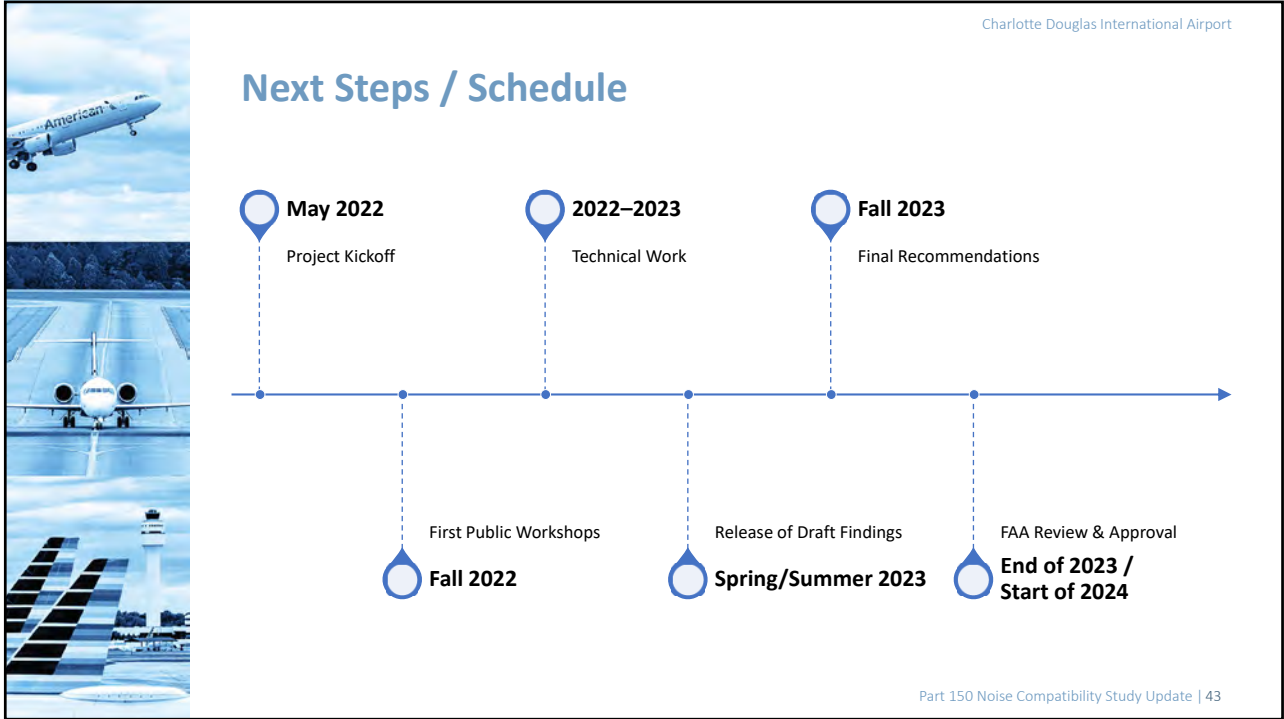 Charlotte Douglas International Airport
Next Steps / Schedule
American
May 2022
Project Kickoff
2022–2023
Technical Work
Fall 2023
Final Recommendations
First Public Workshops
Fall 2022
Release of Draft Findings
Spring/Summer 2023
FAA Review & Approval
End of 2023 /
Start of 2024
Part 150 Noise Compatibility Study Update | 43